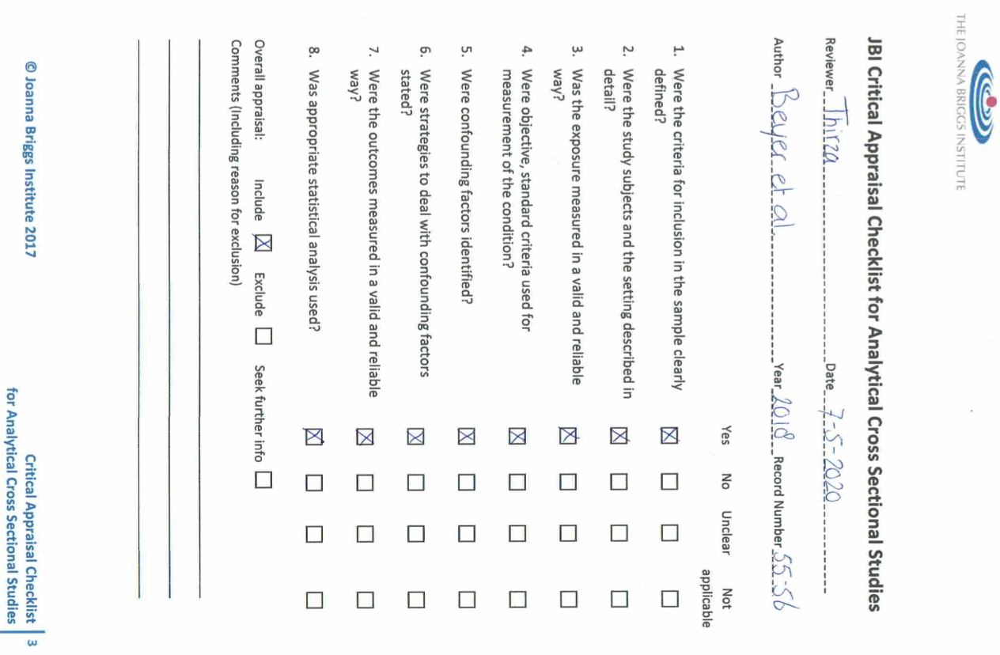 THE JOANNA BRIGGS INSTITUTE
JBI Critical Appraisal Checklist for Analytical Cross Sectional Studies
Reviewer Thirza Date 7-5-2020
Author Beyer et al Year 2018 Record Number 55-56
Yes No Unclear Not
applicable
1. Were the criteria for inclusion in the sample clearly
defined?
2. Were the study subjects and the setting described in
detail?
3. Was the exposure measured in a valid and reliable
way?
4. Were objective, standard criteria used for
measurement of the condition?
5. Were confounding factors identified?
6. Were strategies to deal with confounding factors
stated?
7. Were the outcomes measured in a valid and reliable
way?
8. Was appropriate statistical analysis used?
Overall appraisal: Include Exclude Seek further info
Comments (Including reason for exclusion)
© Joanna Briggs Institute 2017
Critical Appraisal Checklist
for Analytical Cross Sectional Studies
3